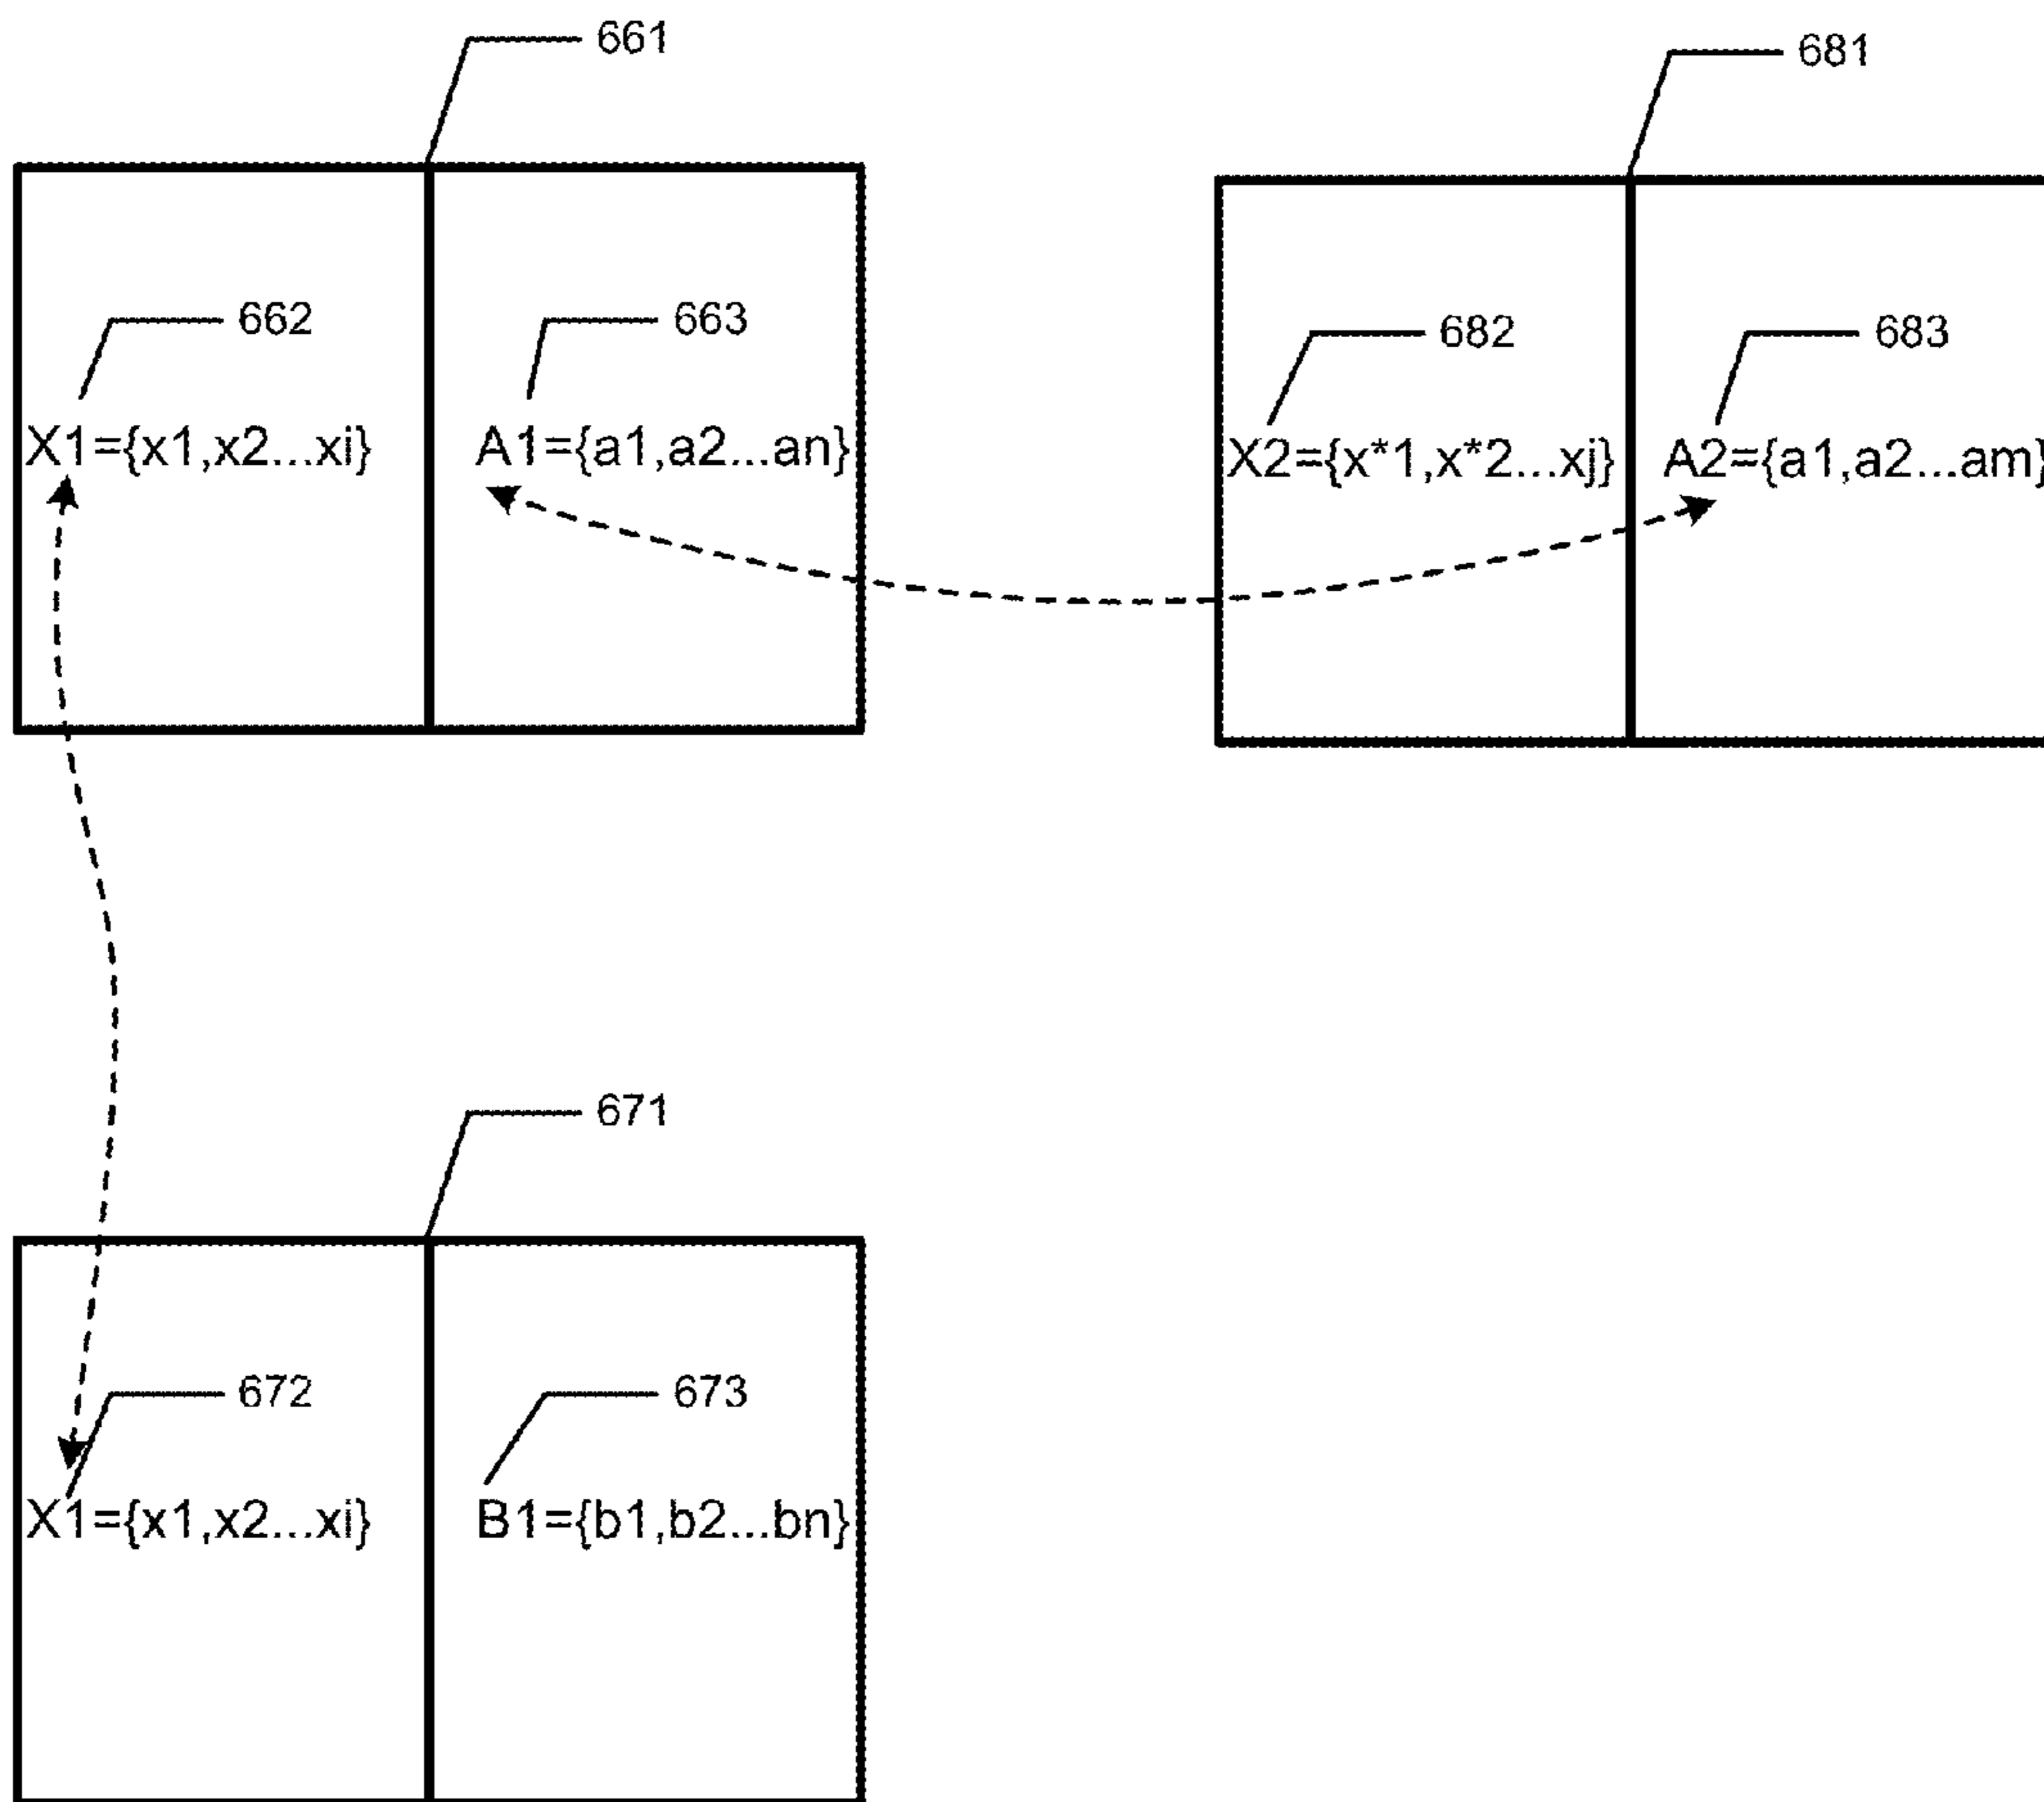 661
681
662
663
682
683
X1={x1,x2...xi}
A1={a1,a2...an}
X2={x*1,x*2...xj}
A2={a1,a2...am}
671
672
673
X1={x1,x2...xi}
B1={b1,b2...bn}